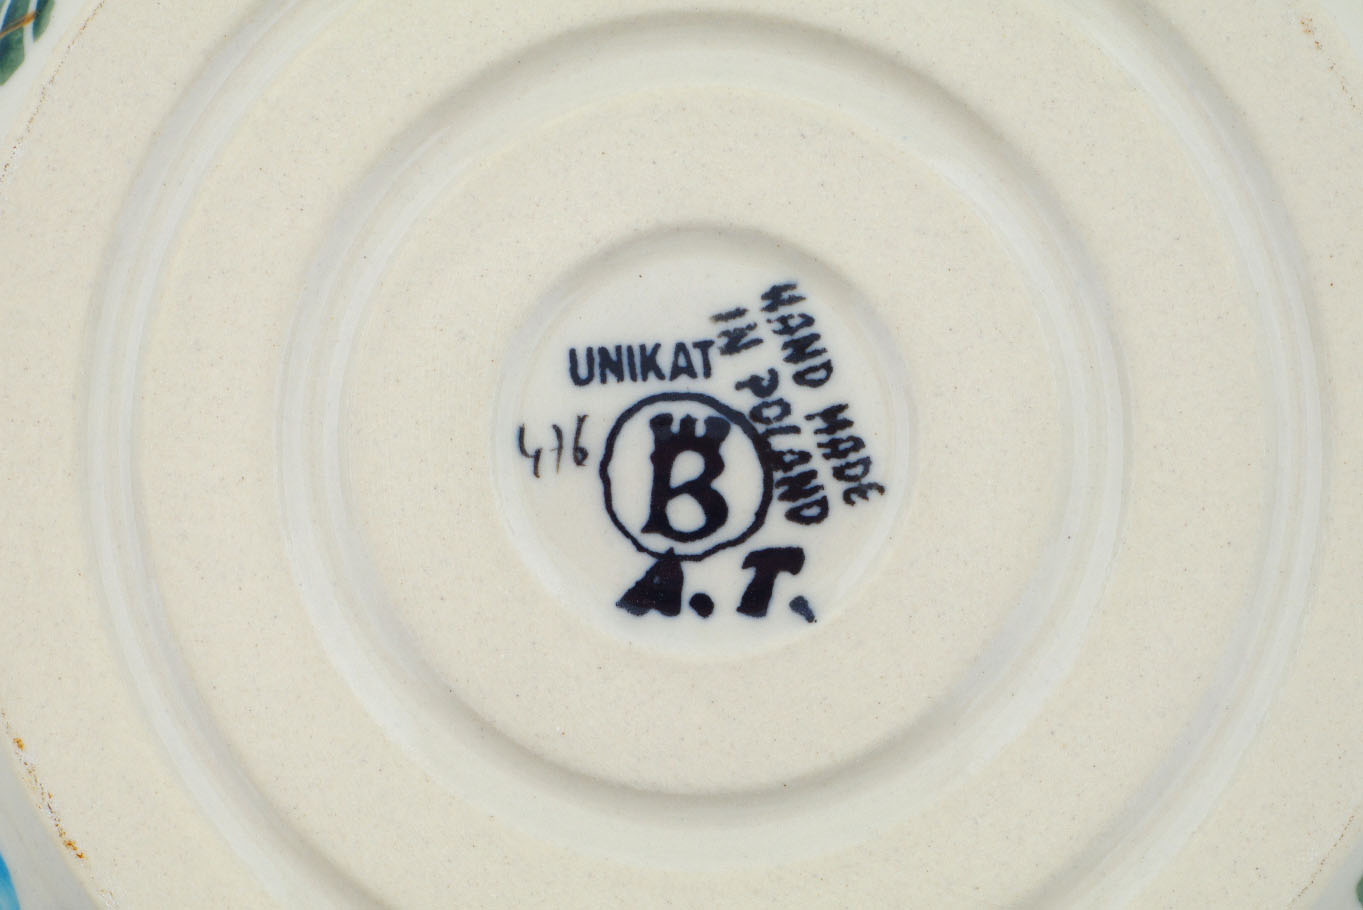 UNIKAT
HAND MADE
IN POLAND
476
B
A.T.